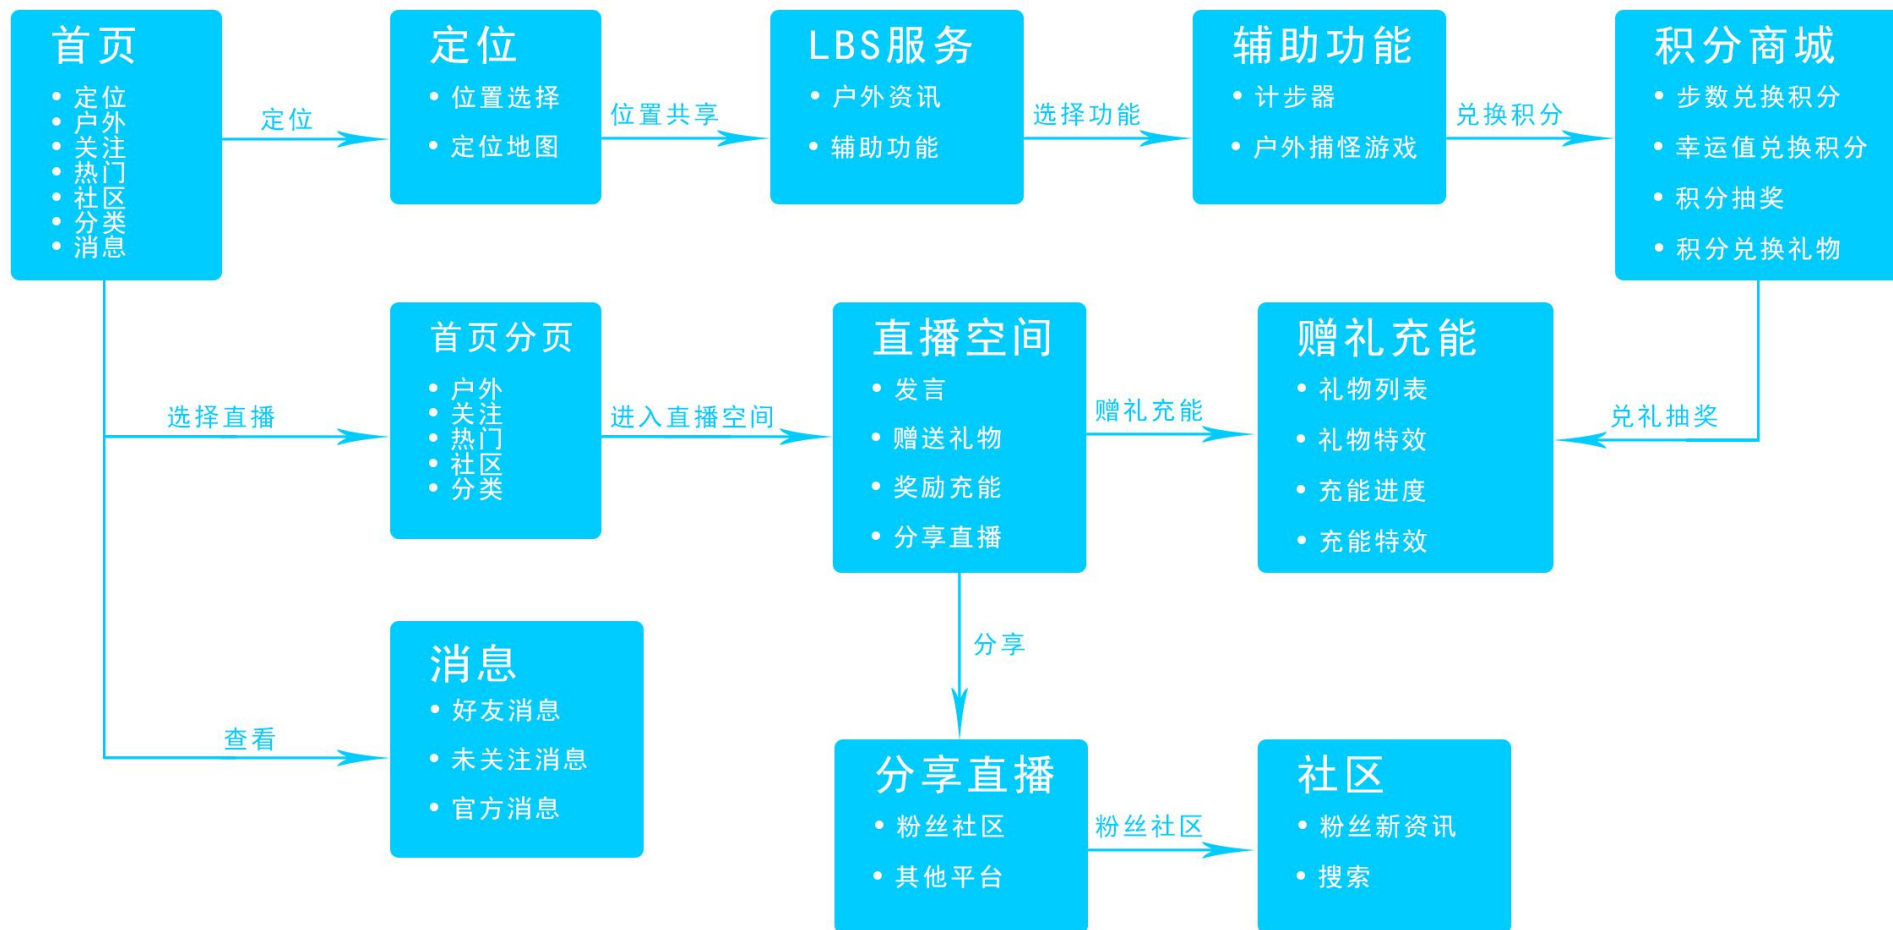 首页
• 定位
• 户外
• 关注
• 热门
• 社区
• 分类
• 消息
定位
定位
• 位置选择
• 定位地图
位置共享
LBS服务
• 户外资讯
• 辅助功能
选择功能
辅助功能
• 计步器
• 户外捕怪游戏
兑换积分
积分商城
• 步数兑换积分
• 幸运值兑换积分
• 积分抽奖
• 积分兑换礼物
选择直播
首页分页
• 户外
• 关注
• 热门
• 社区
• 分类
进入直播空间
直播空间
• 发言
• 赠送礼物
• 奖励充能
• 分享直播
赠礼充能
赠礼充能
• 礼物列表
• 礼物特效
• 充能进度
• 充能特效
兑礼抽奖
查看
消息
• 好友消息
• 未关注消息
• 官方消息
分享
分享直播
• 粉丝社区
• 其他平台
粉丝社区
社区
• 粉丝新资讯
• 搜索